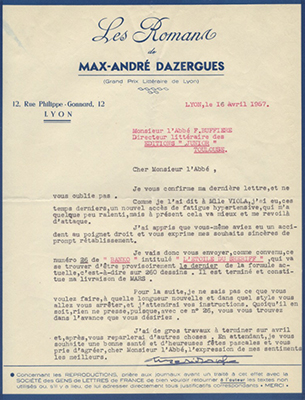 Les Romans
de
MAX-ANDRÉ DAZERGUES
(Grand Prix Littéraire de Lyon)
12, Rue Philippe-Gonnard, 12
LYON
LYON, le 16 Avril 1967.
Monsieur l'Abbé F.
Directeur littéraire des
EDITIONS " JUNIOR "
TOULOUSE.
Cher Monsieur l'Abbé,
Je vous confirme ma dernière lettre, et ne
vous oublie pas.
Comme je l'ai dit à Mlle VIOLA, j'ai eu, ces
temps derniers, un nouvel accès de fatigue hypertensive, qui m'a
quelque peu ralenti, mais à présent cela va mieux et me revoilà
d'attaque.
J'ai appris que vous-même aviez eu un accident
au poignet droit et vous exprime mes souhaits sincères de
prompt rétablissement.
Je vais donc vous envoyer, comme convenu, ce
numéro 26 de intitulé " L'ETOILE DU SHERIFF " qui va
se trouver d'être provisoirement le dernier de la formule actuelle,
c'est-à-dire sur 260 dessins. Il est terminé et constitue
ma livraison de MARS.
Pour la suite, je ne sais pas ce que vous
voulez faire, à quelle longueur nouvelle et dans quel style vous
allez vous arrêter, et j'attendrai vos instructions. Quoiqu'il en
soit, rien ne presse, puisque, avec ce n° 26, vous vous trouvez
dans l'avance que vous désiriez.
J'ai de gros travaux à terminer sur avril
et, après, vous reparlerai d'autres choses. En attendant, je vous
souhaite une bonne santé et d'heureuses fêtes pascales et vous
prie d'agréer, cher Monsieur l'Abbé, l'expression de mes sentiments
les meilleurs.
Concernant les REPRODUCTIONS, prière aux journaux ayant un traité à cet effet avec la
SOCIÉTÉ des GENS de LETTRES de FRANCE de bien vouloir retourner à l'auteur les textes non
utilisés ou, s'il y a lieu, de lui adresser directement tous justificatifs correspondants - MERCI -